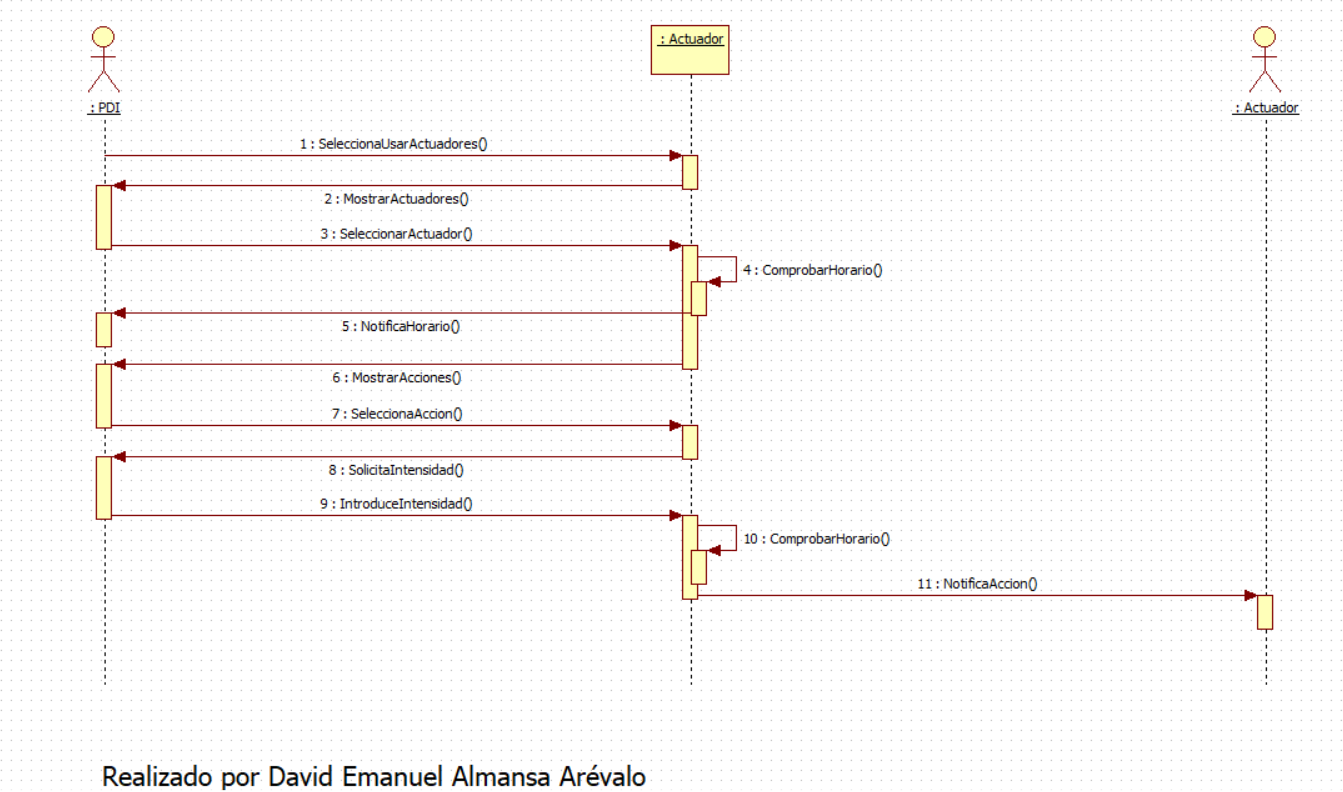 : Actuador
: PDI
: Actuador
1 : SeleccionaUsarActuadores()
2 : MostrarActuadores()
3 : SeleccionarActuador()
4 : ComprobarHorario()
5 : NotificaHorario()
6 : MostrarAcciones()
7 : SeleccionaAccion()
8 : SolicitaIntensidad()
9 : IntroduceIntensidad()
10 : ComprobarHorario()
11 : NotificaAccion()
Realizado por David Emanuel Almansa Arévalo